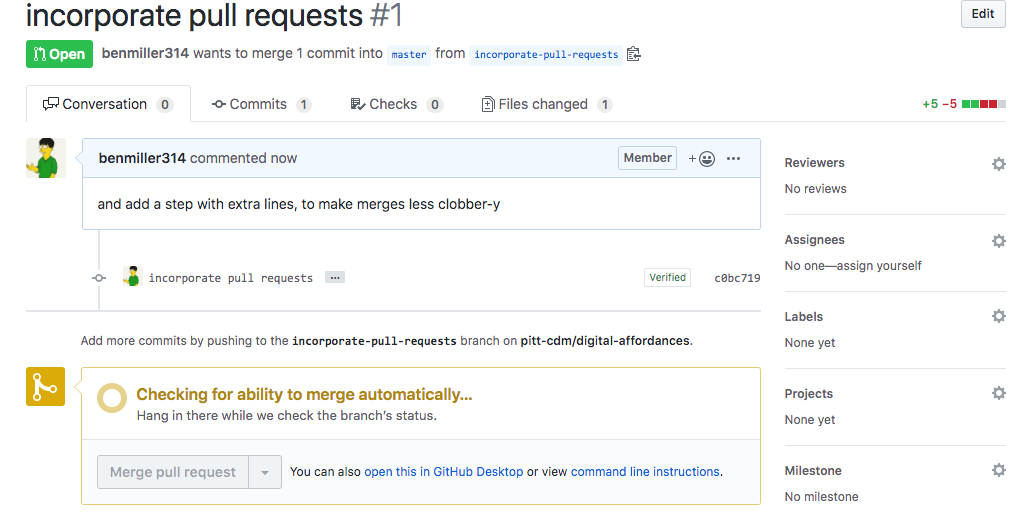 incorporate pull requests #1
Edit
Open benmiller314 wants to merge 1 commit into master from incorporate-pull-requests
Conversation 0 Commits 1 Checks 0 Files changed 1 +5 −5
benmiller314 commented now Member + ...
and add a step with extra lines, to make merges less clobber-y
incorporate pull requests ... Verified c0bc719
Add more commits by pushing to the incorporate-pull-requests branch on pitt-cdm/digital-affordances.
Checking for ability to merge automatically...
Hang in there while we check the branch's status.
Merge pull request You can also open this in GitHub Desktop or view command line instructions.
Reviewers
No reviews
Assignees
No one—assign yourself
Labels
None yet
Projects
None yet
Milestone
No milestone